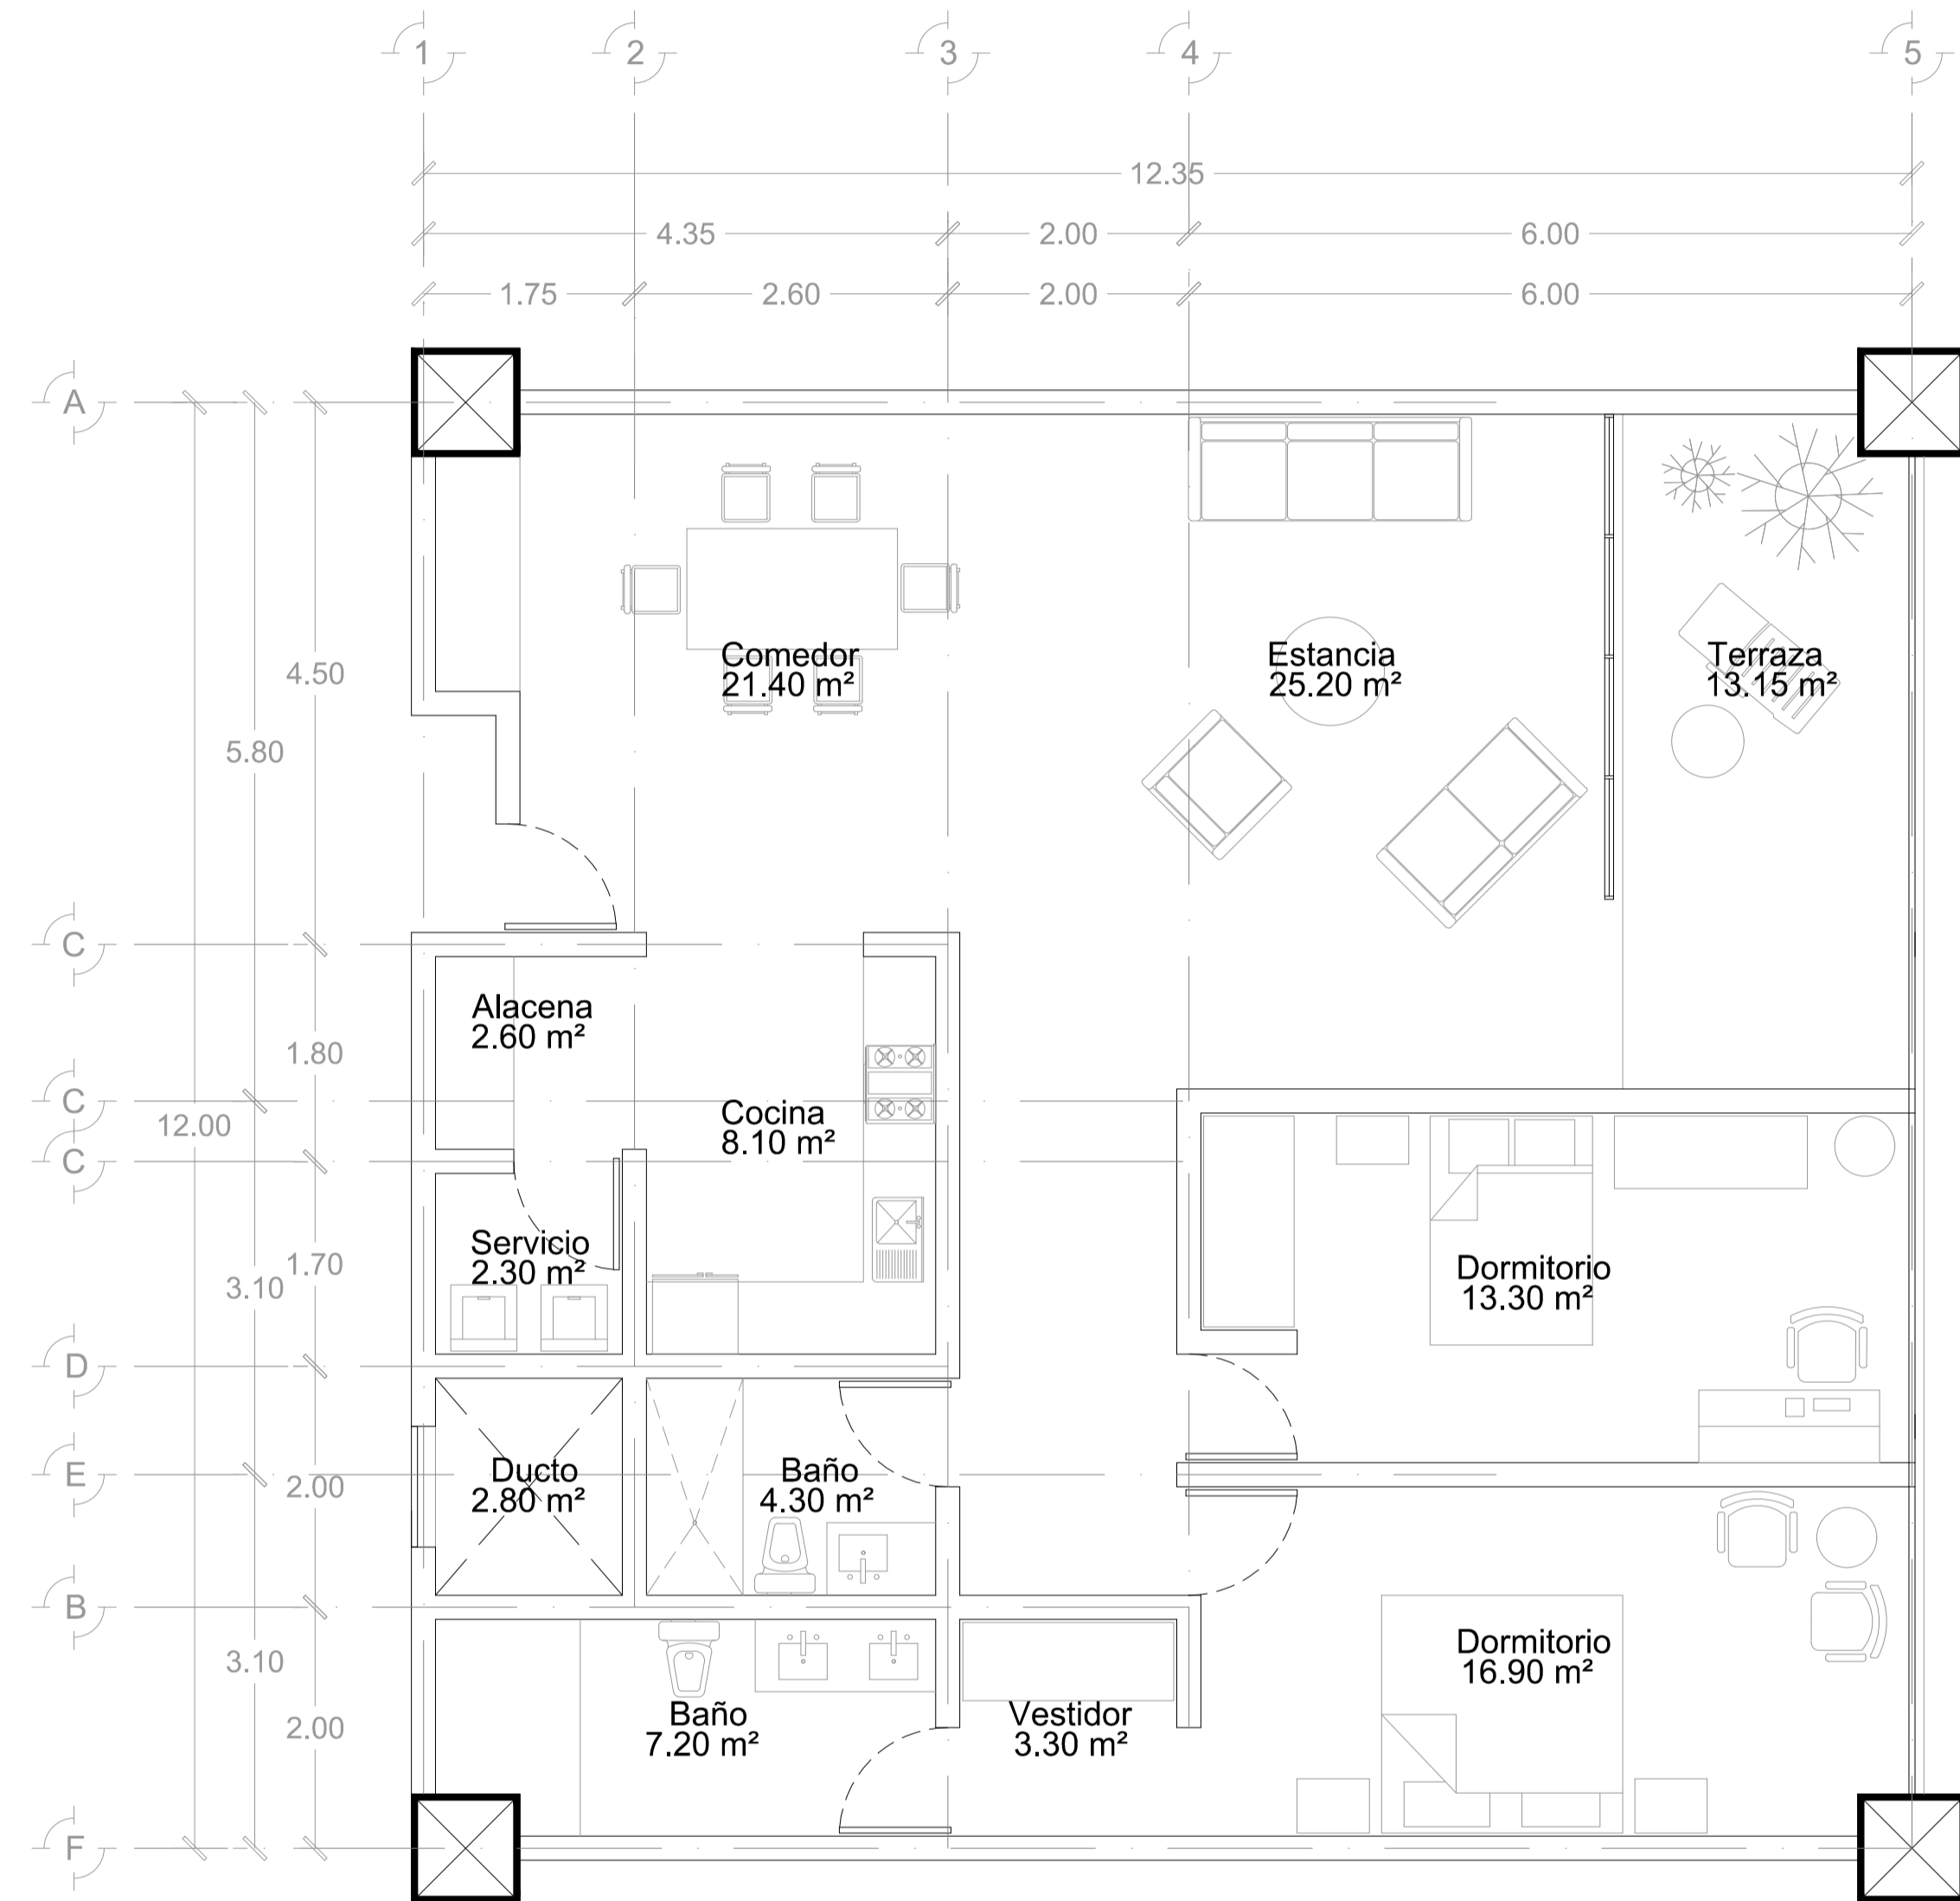 1 2 3 4 5
12.35
4.35 2.00 6.00
1.75 2.60 2.00 6.00
A
Comedor
21.40 m²
Estancia
25.20 m²
Terraza
13.15 m²
4.50
5.80
C
Alacena
2.60 m²
1.80
C
12.00
Cocina
8.10 m²
C
Servicio
2.30 m²
1.70
3.10
Dormitorio
13.30 m²
D
E
Ducto
2.80 m²
Baño
4.30 m²
2.00
B
3.10
Dormitorio
16.90 m²
Baño
7.20 m²
Vestidor
3.30 m²
2.00
F